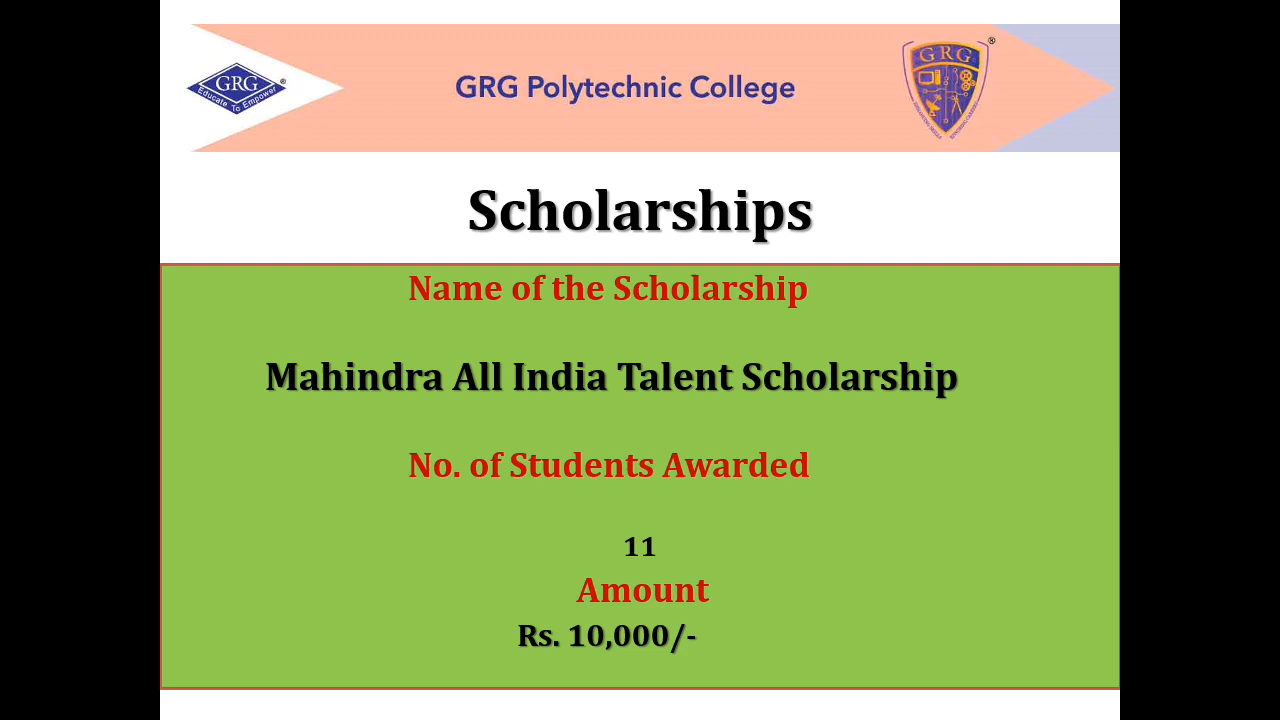 GRG
Educate To Empower
®
GRG Polytechnic College
GRG
®
Scholarships
Name of the Scholarship
Mahindra All India Talent Scholarship
No. of Students Awarded
11
Amount
Rs. 10,000/-